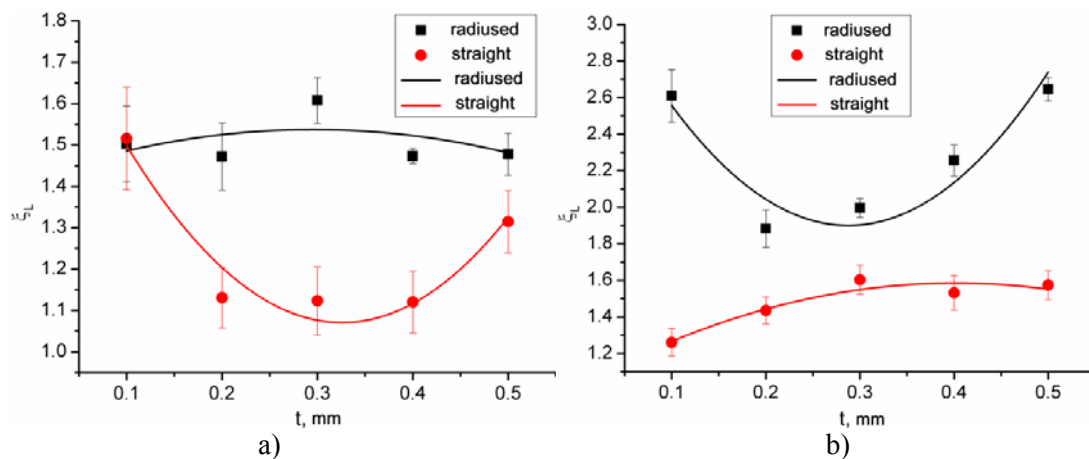 1.8
1.7
1.6
1.5
1.4
1.3
1.2
1.1
1.0
ξL
0.1 0.2 0.3 0.4 0.5
t, mm
radiused
straight
radiused
straight
a)
3.0
2.8
2.6
2.4
2.2
2.0
1.8
1.6
1.4
1.2
ξL
0.1 0.2 0.3 0.4 0.5
t, mm
radiused
straight
radiused
straight
b)